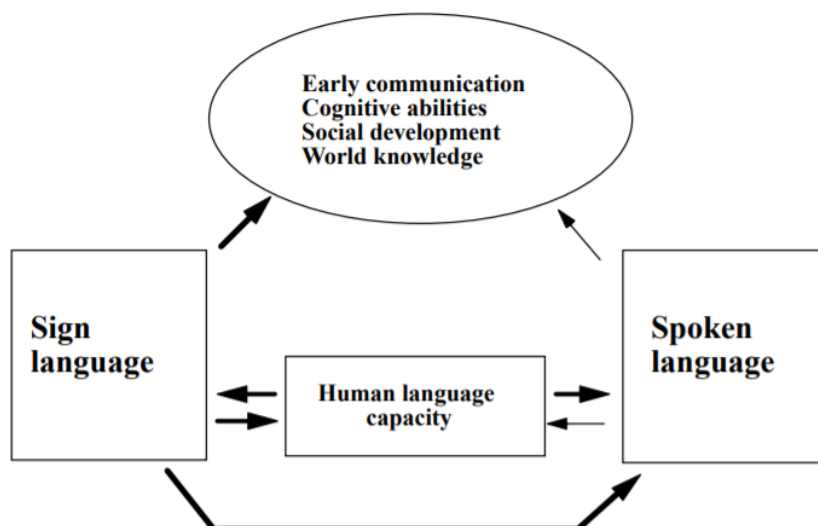 Early communication
Cognitive abilities
Social development
World knowledge
Sign
language
Human language
capacity
Spoken
language